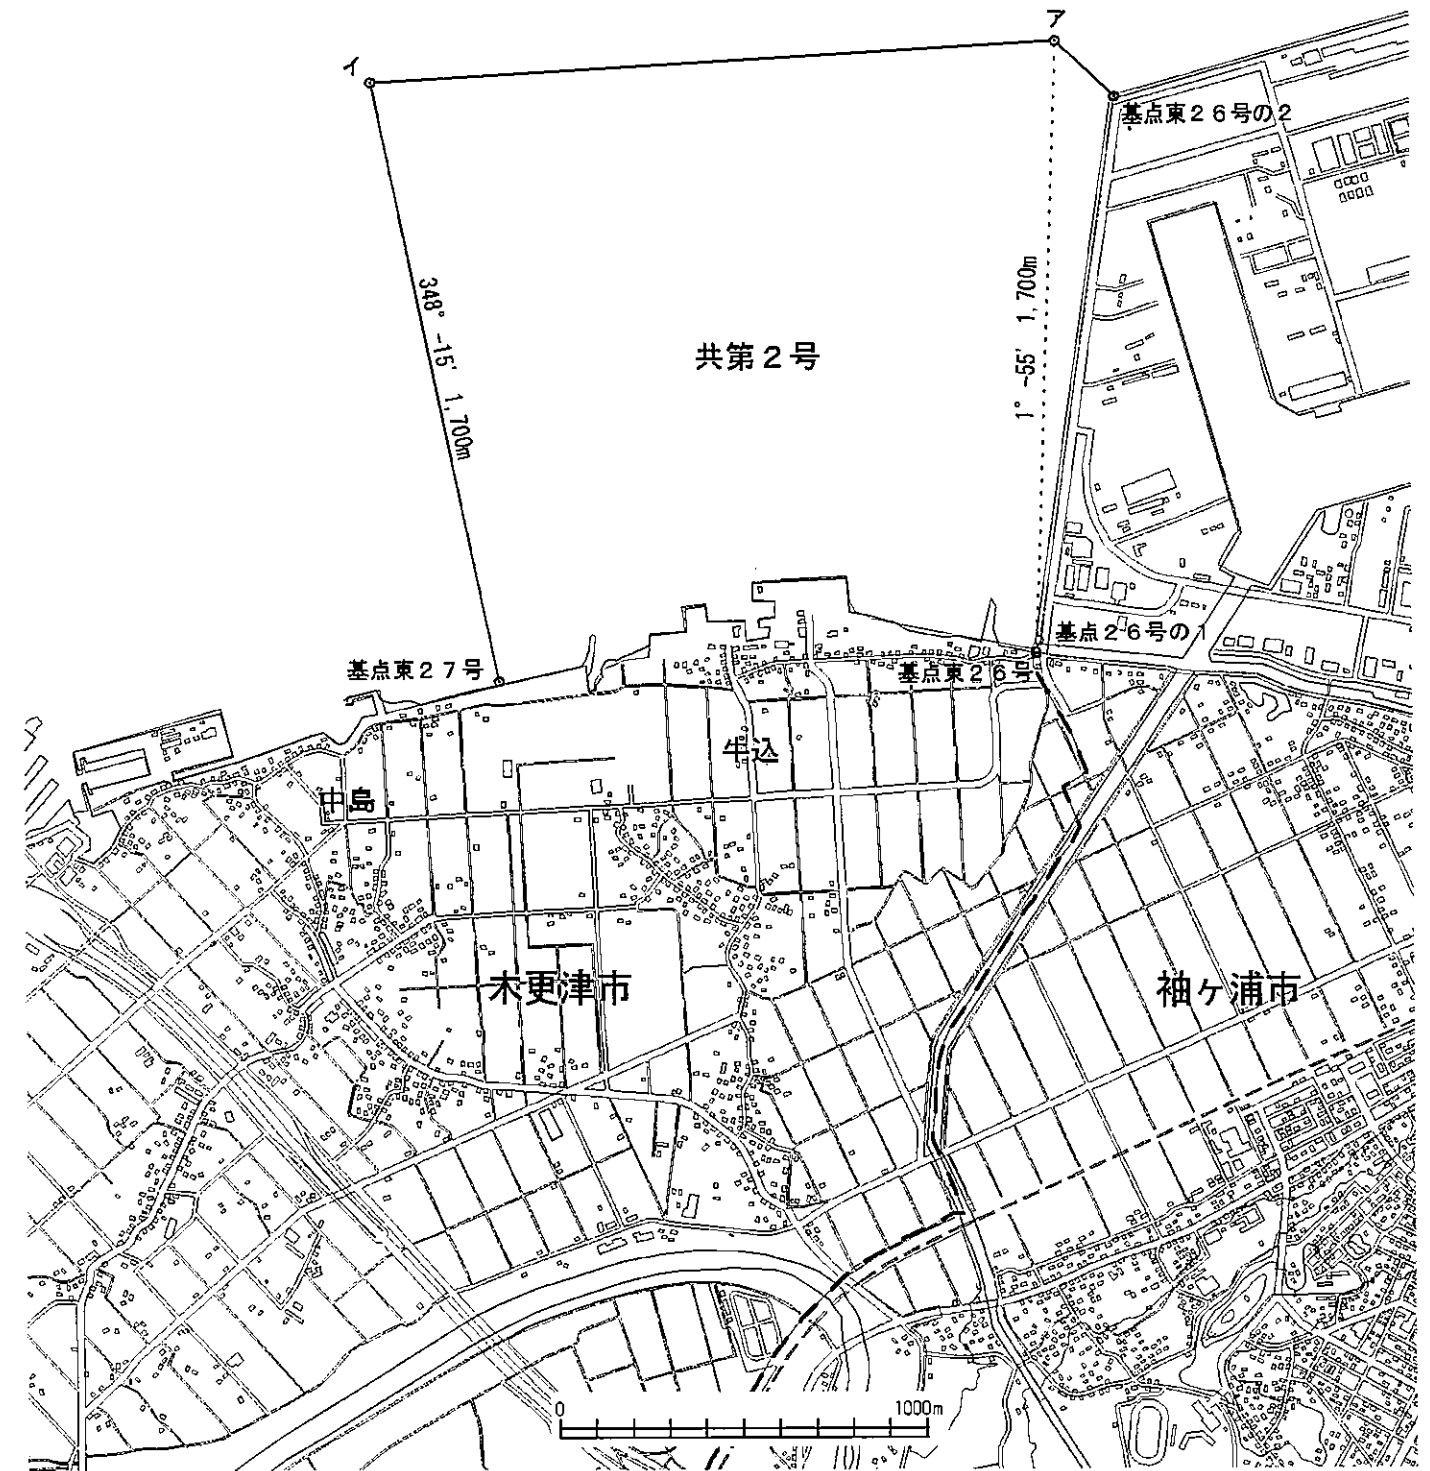 ア
イ
基点東26号の2
348°-15′ 1,700m
1°-55′ 1,700m
共第2号
基点26号の1
基点東27号
基点東26号
牛込
中島
木更津市
袖ヶ浦市
0 1000m